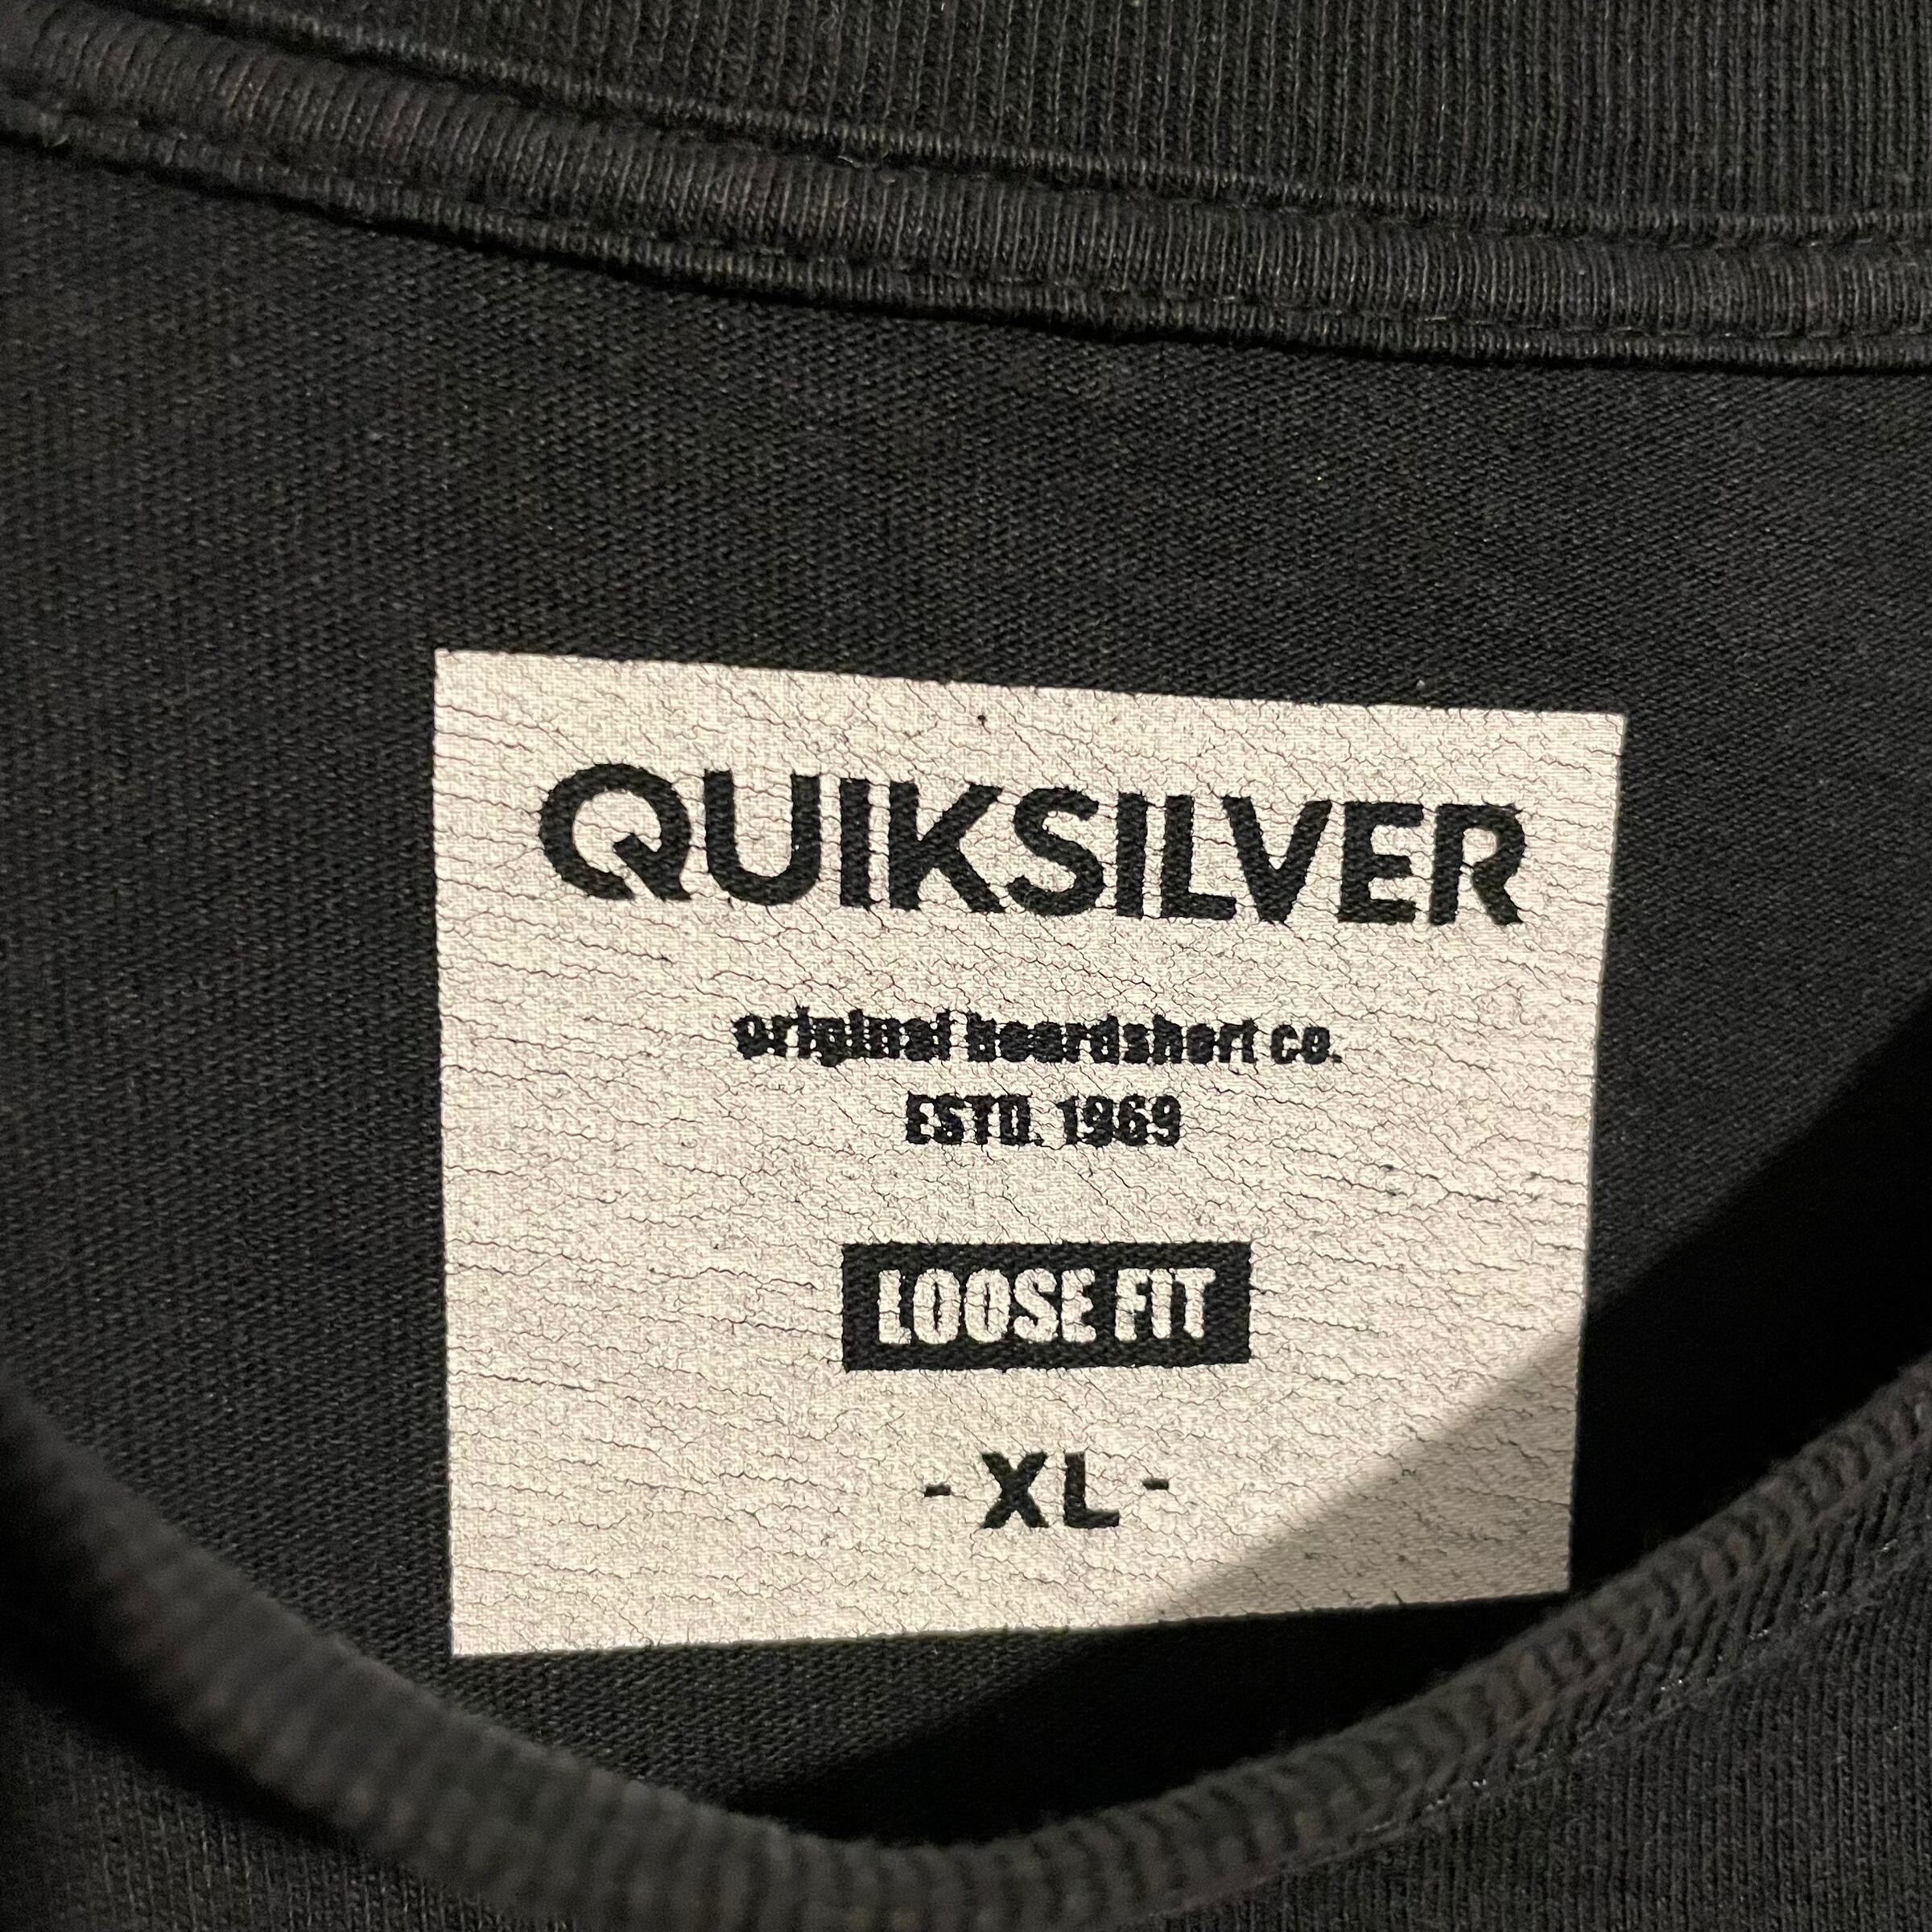 QUIKSILVER
original boardshort co.
ESTD. 1969
LOOSE FIT
- XL -